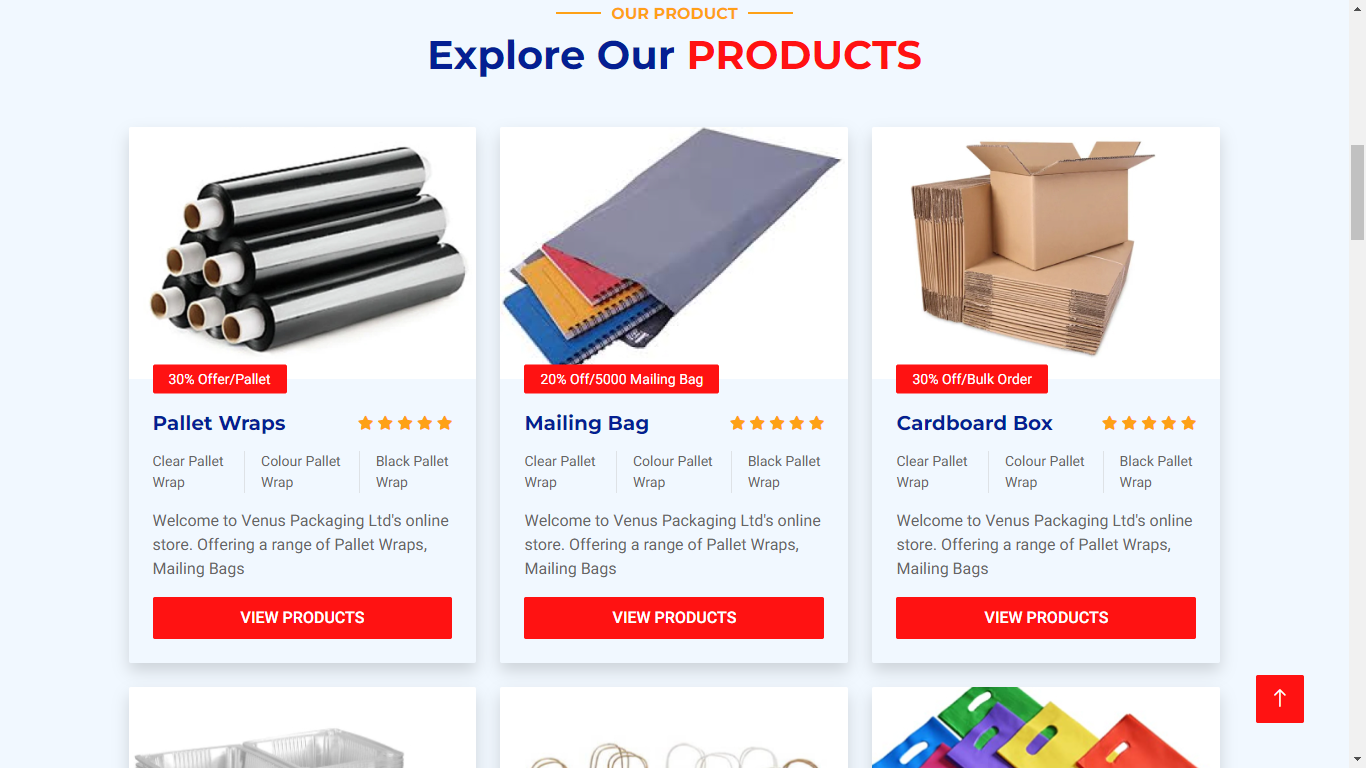 OUR PRODUCT
Explore Our PRODUCTS
30% Offer/Pallet
Pallet Wraps
Clear Pallet Wrap
Colour Pallet Wrap
Black Pallet Wrap
Welcome to Venus Packaging Ltd's online
store. Offering a range of Pallet Wraps,
Mailing Bags
VIEW PRODUCTS
20% Off/5000 Mailing Bag
Mailing Bag
Clear Pallet Wrap
Colour Pallet Wrap
Black Pallet Wrap
Welcome to Venus Packaging Ltd's online
store. Offering a range of Pallet Wraps,
Mailing Bags
VIEW PRODUCTS
30% Off/Bulk Order
Cardboard Box
Clear Pallet Wrap
Colour Pallet Wrap
Black Pallet Wrap
Welcome to Venus Packaging Ltd's online
store. Offering a range of Pallet Wraps,
Mailing Bags
VIEW PRODUCTS